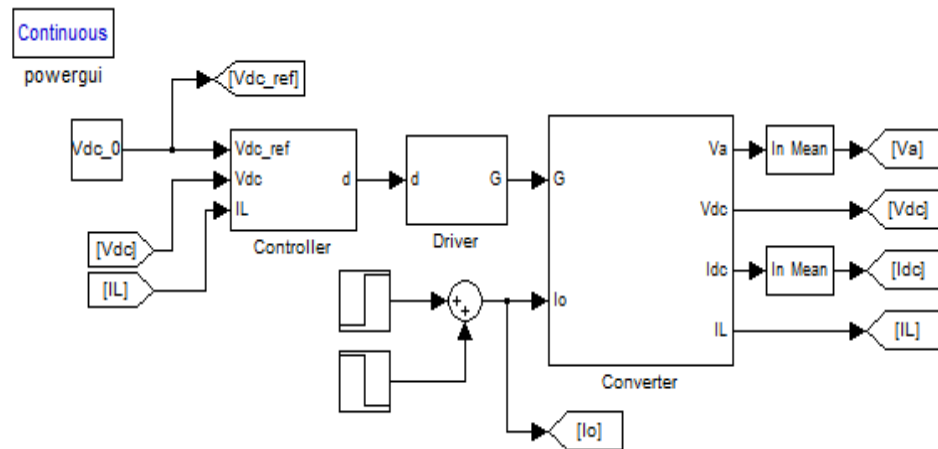 Continuous
powergui
[Vdc_ref]
Vdc_0
Vdc_ref
Vdc
IL
d
Controller
d
G
Driver
G
Io
Va
Vdc
Idc
IL
Converter
In Mean
[Va]
[Vdc]
In Mean
[Idc]
[IL]
[Vdc]
[IL]
+
+
[Io]